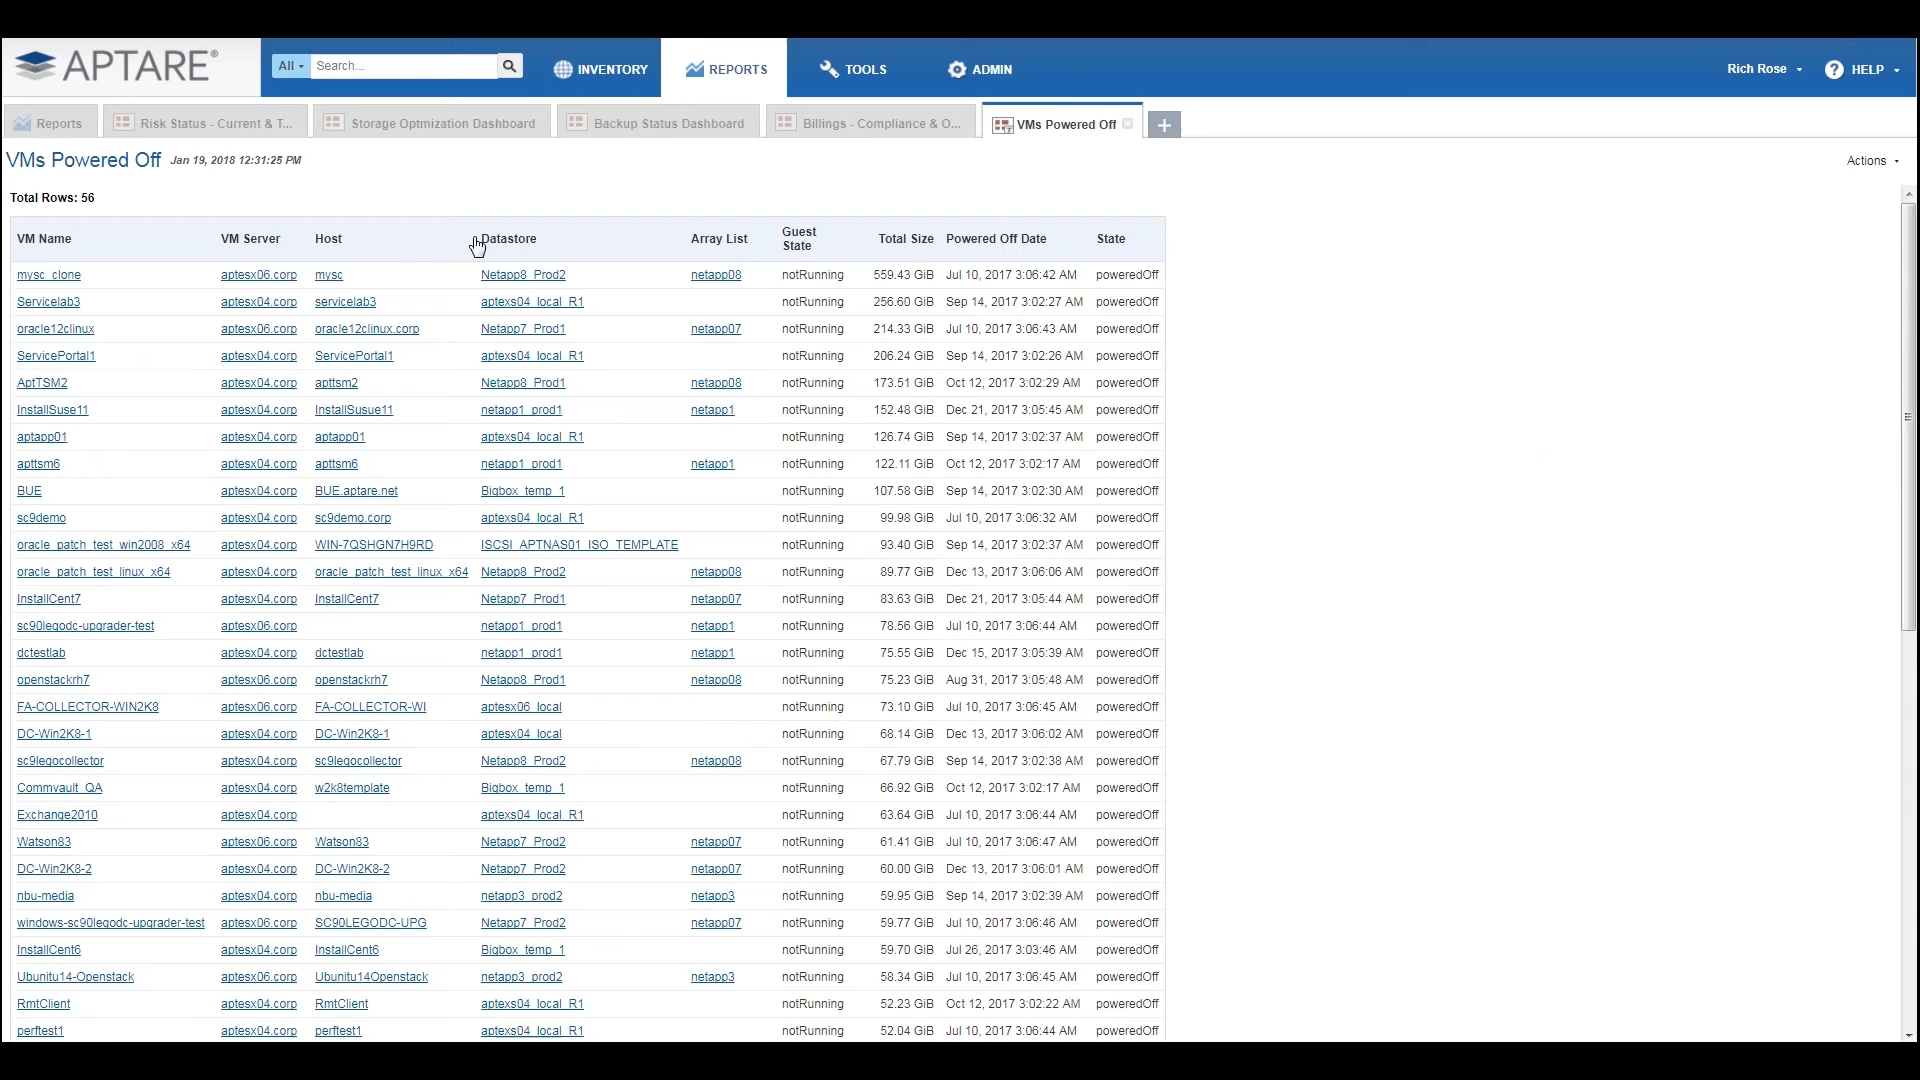 APTARE®
All
Search...
INVENTORY
REPORTS
TOOLS
ADMIN
Rich Rose
? HELP
Reports
Risk Status - Current & T...
Storage Optmization Dashboard
Backup Status Dashboard
Billings - Compliance & O...
VMs Powered Off
VMs Powered Off Jan 19, 2018 12:31:25 PM
Actions
Total Rows: 56
VM Name VM Server Host Datastore Array List Guest State Total Size Powered Off Date State
mysc_clone aptesx06.corp mysc Netapp8_Prod2 netapp08 notRunning 559.43 GiB Jul 10, 2017 3:06:42 AM poweredOff
Servicelab3 aptesx04.corp servicelab3 aptexs04_local_R1 notRunning 256.60 GiB Sep 14, 2017 3:02:27 AM poweredOff
oracle12clinux aptesx06.corp oracle12clinux.corp Netapp7_Prod1 netapp07 notRunning 214.33 GiB Jul 10, 2017 3:06:43 AM poweredOff
ServicePortal1 aptesx04.corp ServicePortal1 aptexs04_local_R1 notRunning 206.24 GiB Sep 14, 2017 3:02:26 AM poweredOff
AptTSM2 aptesx04.corp apttsm2 Netapp8_Prod1 netapp08 notRunning 173.51 GiB Oct 12, 2017 3:02:29 AM poweredOff
InstallSuse11 aptesx04.corp InstallSusue11 netapp1_prod1 netapp1 notRunning 152.48 GiB Dec 21, 2017 3:05:45 AM poweredOff
aptapp01 aptesx04.corp aptapp01 aptexs04_local_R1 notRunning 126.74 GiB Sep 14, 2017 3:02:37 AM poweredOff
apttsm6 aptesx04.corp apttsm6 netapp1_prod1 netapp1 notRunning 122.11 GiB Oct 12, 2017 3:02:17 AM poweredOff
BUE aptesx04.corp BUE.aptare.net Bigbox_temp_1 notRunning 107.58 GiB Sep 14, 2017 3:02:30 AM poweredOff
sc9demo aptesx04.corp sc9demo.corp aptexs04_local_R1 notRunning 99.98 GiB Jul 10, 2017 3:06:32 AM poweredOff
oracle_patch_test_win2008_x64 aptesx04.corp WIN-7QSHGN7H9RD ISCSI_APTNAS01_ISO_TEMPLATE notRunning 93.40 GiB Sep 14, 2017 3:02:37 AM poweredOff
oracle_patch_test_linux_x64 aptesx04.corp oracle_patch_test_linux_x64 Netapp8_Prod2 netapp08 notRunning 89.77 GiB Dec 13, 2017 3:06:06 AM poweredOff
InstallCent7 aptesx04.corp InstallCent7 Netapp7_Prod1 netapp07 notRunning 83.63 GiB Dec 21, 2017 3:05:44 AM poweredOff
sc90legodc-upgrader-test aptesx06.corp netapp1_prod1 netapp1 notRunning 78.56 GiB Jul 10, 2017 3:06:44 AM poweredOff
dctestlab aptesx04.corp dctestlab netapp1_prod1 netapp1 notRunning 75.55 GiB Dec 15, 2017 3:05:39 AM poweredOff
openstackrh7 aptesx06.corp openstackrh7 Netapp8_Prod1 netapp08 notRunning 75.23 GiB Aug 31, 2017 3:05:48 AM poweredOff
FA-COLLECTOR-WIN2K8 aptesx06.corp FA-COLLECTOR-WI aptesx06_local notRunning 73.10 GiB Jul 10, 2017 3:06:45 AM poweredOff
DC-Win2K8-1 aptesx04.corp DC-Win2K8-1 aptesx04_local notRunning 68.14 GiB Dec 13, 2017 3:06:02 AM poweredOff
sc9legocollector aptesx04.corp sc9legocollector Netapp8_Prod2 netapp08 notRunning 67.79 GiB Sep 14, 2017 3:02:38 AM poweredOff
Commvault_QA aptesx04.corp w2k8template Bigbox_temp_1 notRunning 66.92 GiB Oct 12, 2017 3:02:17 AM poweredOff
Exchange2010 aptesx04.corp aptexs04_local_R1 notRunning 63.64 GiB Jul 10, 2017 3:06:44 AM poweredOff
Watson83 aptesx06.corp Watson83 Netapp7_Prod2 netapp07 notRunning 61.41 GiB Jul 10, 2017 3:06:47 AM poweredOff
DC-Win2K8-2 aptesx04.corp DC-Win2K8-2 Netapp7_Prod2 netapp07 notRunning 60.00 GiB Dec 13, 2017 3:06:01 AM poweredOff
nbu-media aptesx04.corp nbu-media netapp3_prod2 netapp3 notRunning 59.95 GiB Sep 14, 2017 3:02:39 AM poweredOff
windows-sc90legodc-upgrader-test aptesx06.corp SC90LEGODC-UPG Netapp7_Prod2 netapp07 notRunning 59.77 GiB Jul 10, 2017 3:06:46 AM poweredOff
InstallCent6 aptesx04.corp InstallCent6 Bigbox_temp_1 notRunning 59.70 GiB Jul 26, 2017 3:03:46 AM poweredOff
Ubunitu14-Openstack aptesx06.corp Ubunitu14Openstack netapp3_prod2 netapp3 notRunning 58.34 GiB Jul 10, 2017 3:06:45 AM poweredOff
RmtClient aptesx04.corp RmtClient aptexs04_local_R1 notRunning 52.23 GiB Oct 12, 2017 3:02:22 AM poweredOff
perftest1 aptesx04.corp perftest1 aptexs04_local_R1 notRunning 52.04 GiB Jul 10, 2017 3:06:44 AM poweredOff